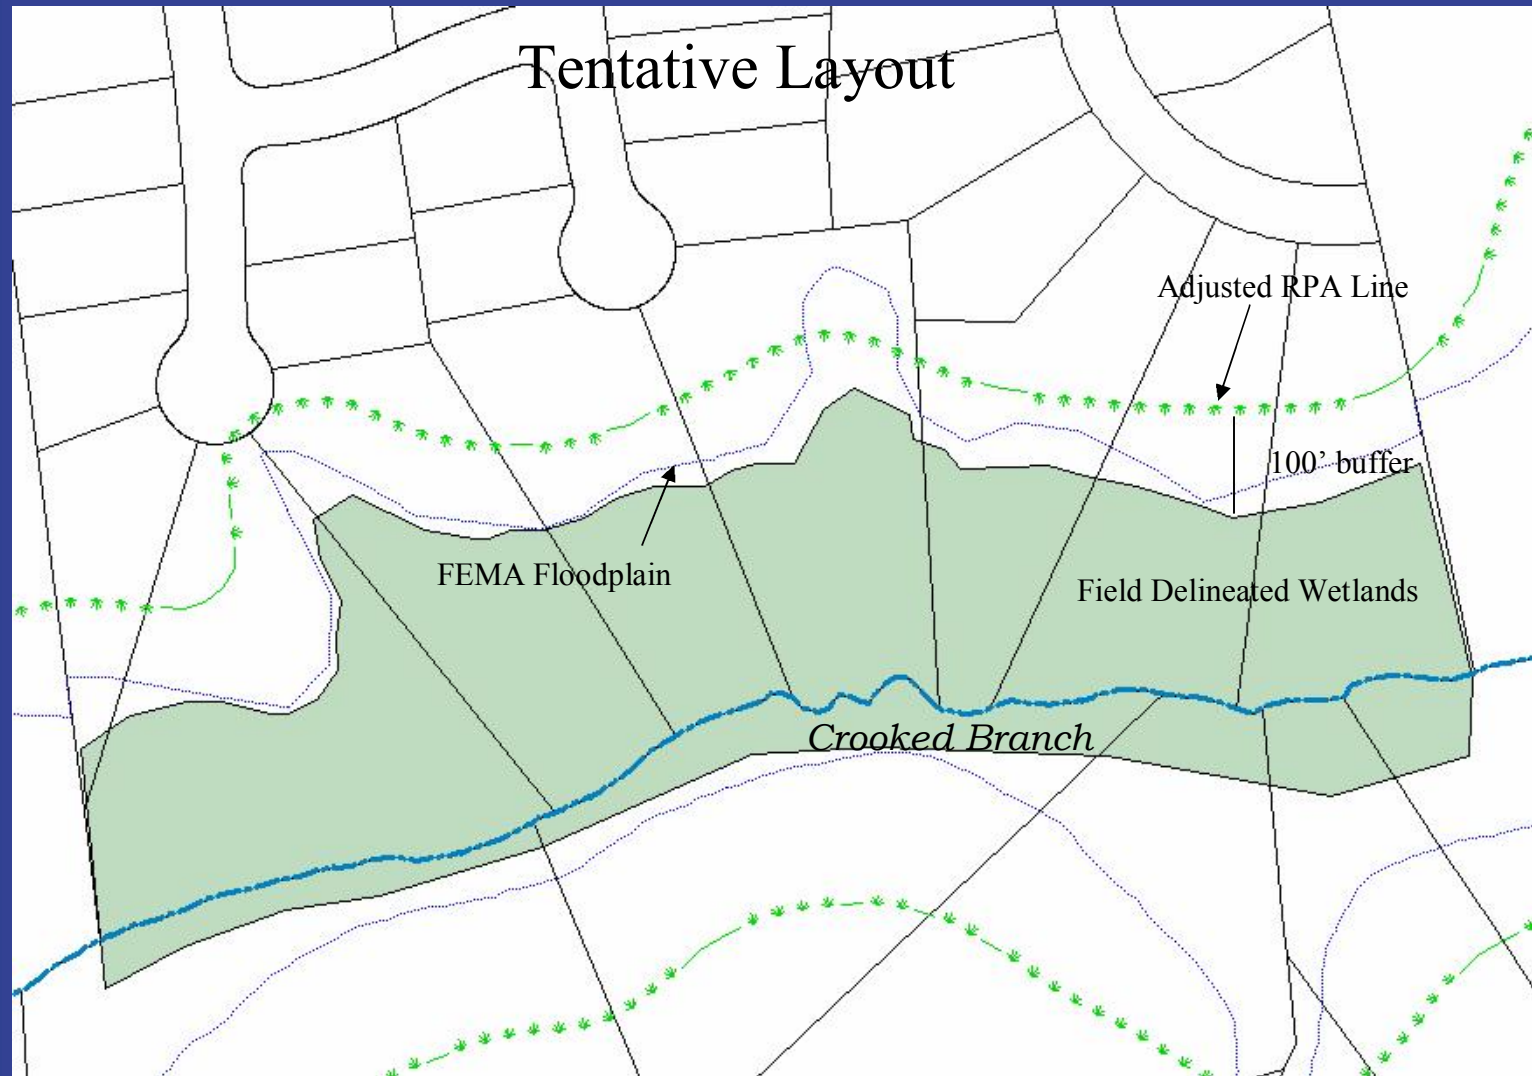 Tentative Layout
Adjusted RPA Line
100’ buffer
FEMA Floodplain
Field Delineated Wetlands
Crooked Branch